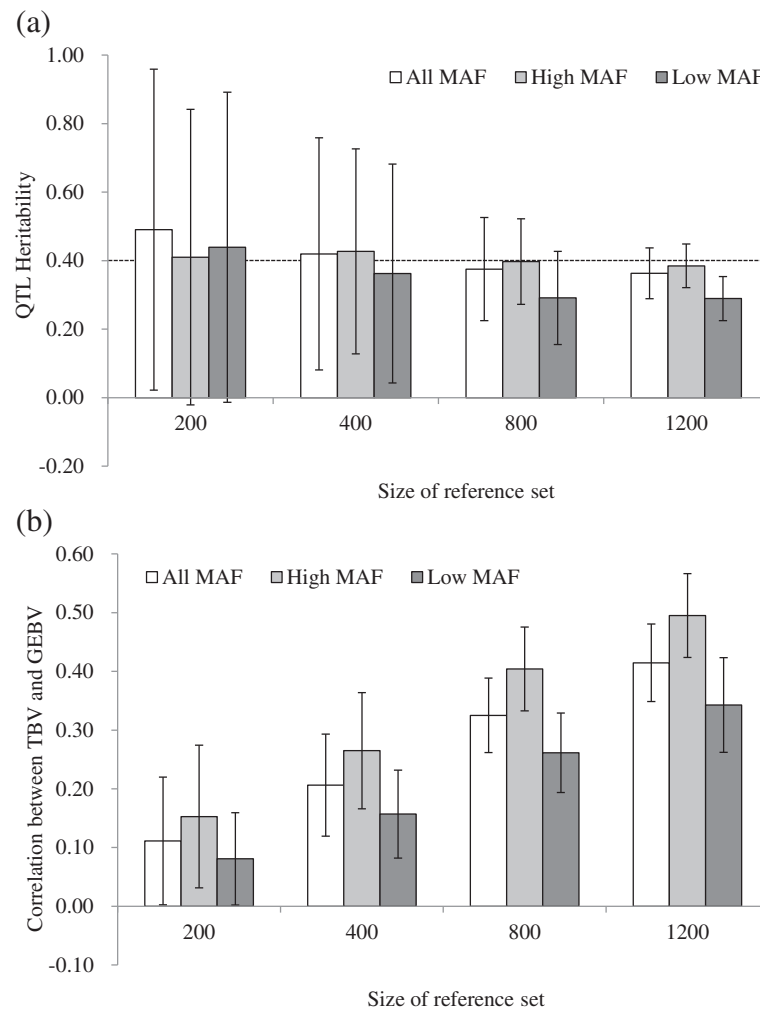 (a)
1.00
0.80
0.60
0.40
0.20
0.00
-0.20
QTL Heritability
All MAF High MAF Low MAF
200 400 800 1200
Size of reference set
(b)
0.60
0.50
0.40
0.30
0.20
0.10
0.00
-0.10
Correlation between TBV and GEBV
All MAF High MAF Low MAF
200 400 800 1200
Size of reference set